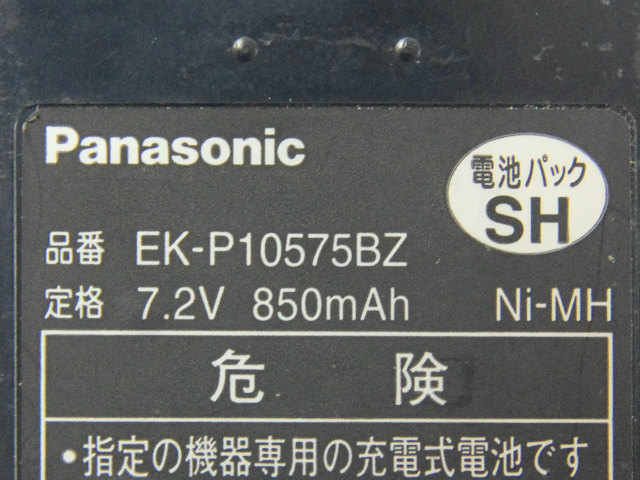 Panasonic
電池パック
SH
品番 EK-P10575BZ
定格 7.2V 850mAh Ni-MH
危 険
•指定の機器専用の充電式電池です